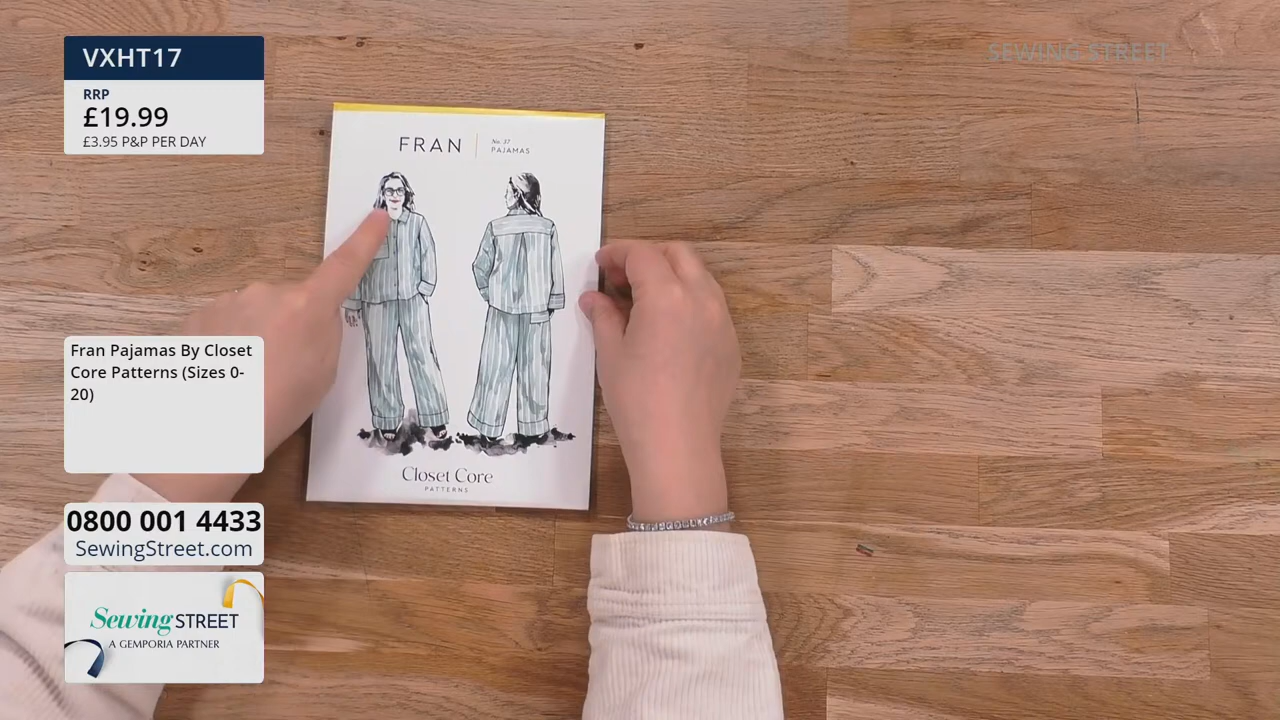 VXHT17
RRP
£19.99
£3.95 P&P PER DAY
SEWING STREET
FRAN
No. 37
PAJAMAS
Closet Core
PATTERNS
Fran Pajamas By Closet
Core Patterns (Sizes 0-
20)
0800 001 4433
SewingStreet.com
Sewing STREET
A GEMPORIA PARTNER